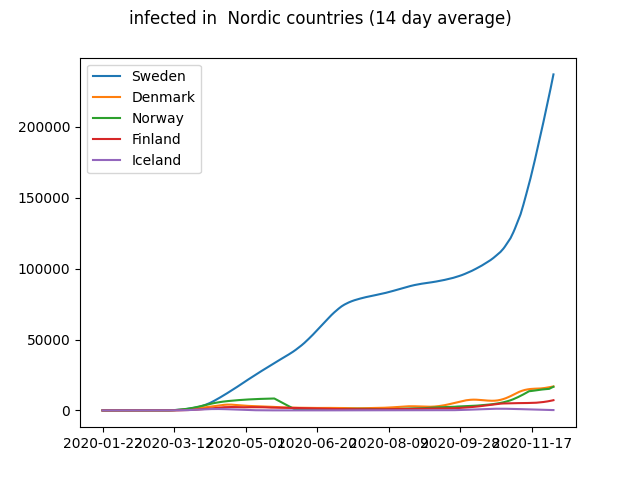 infected in  Nordic countries (14 day average)
Sweden
Denmark
Norway
Finland
Iceland
200000
150000
100000
50000
0
2020-01-22 2020-03-12 2020-05-01 2020-06-20 2020-08-09 2020-09-28 2020-11-17